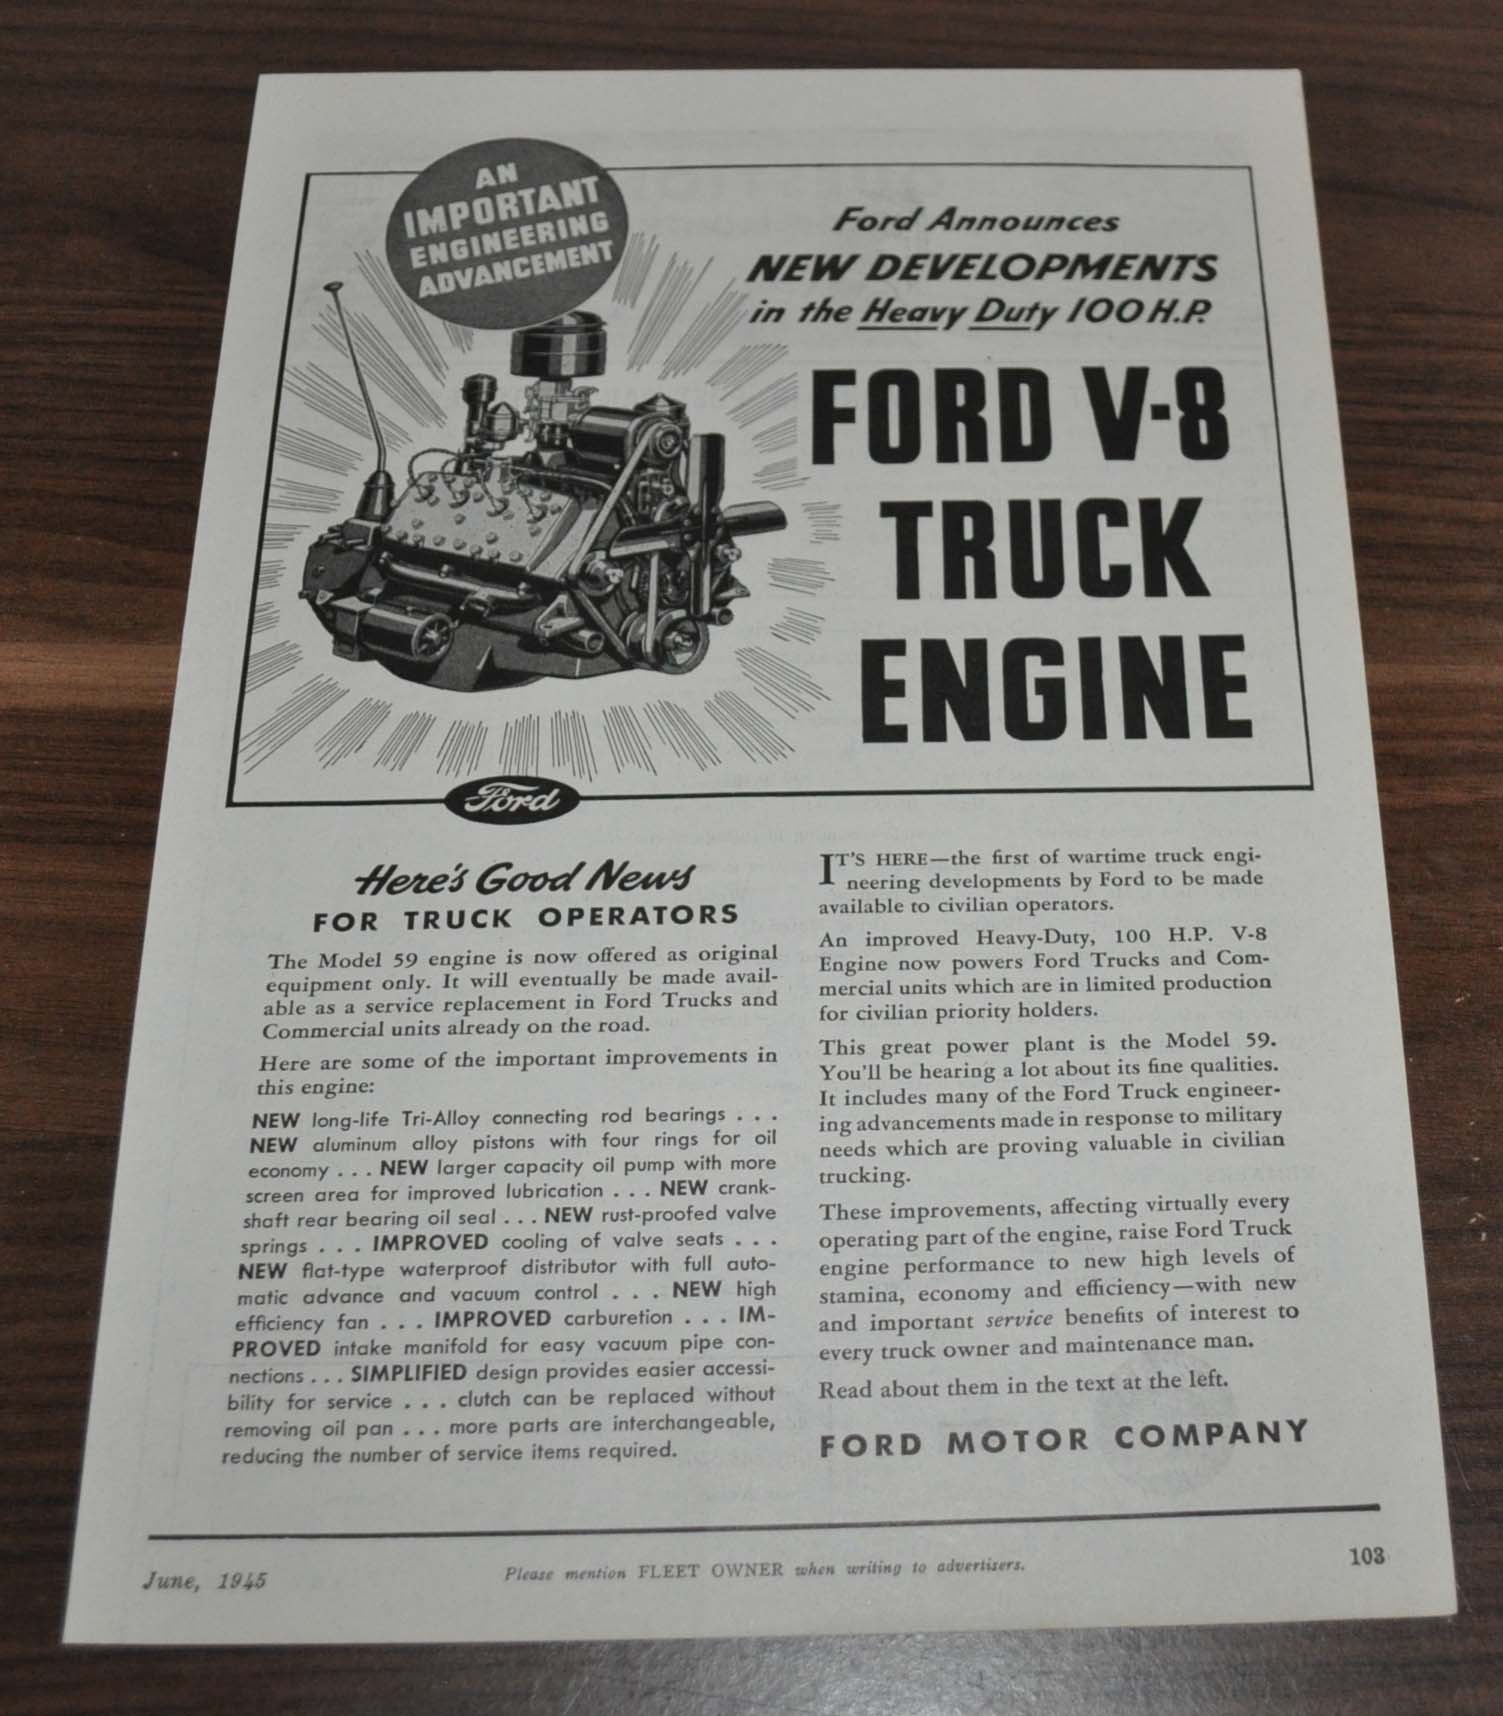 AN
IMPORTANT
ENGINEERING
ADVANCEMENT
Ford Announces
NEW DEVELOPMENTS
in the Heavy Duty 100 H.P.
FORD V-8
TRUCK
ENGINE
Ford
Here's Good News
FOR TRUCK OPERATORS
The Model 59 engine is now offered as original
equipment only. It will eventually be made avail-
able as a service replacement in Ford Trucks and
Commercial units already on the road.
Here are some of the important improvements in
this engine:
NEW long-life Tri-Alloy connecting rod bearings . . .
NEW aluminum alloy pistons with four rings for oil
economy . . . NEW larger capacity oil pump with more
screen area for improved lubrication . . . NEW crank-
shaft rear bearing oil seal . . . NEW rust-proofed valve
springs . . . IMPROVED cooling of valve seats . . .
NEW flat-type waterproof distributor with full auto-
matic advance and vacuum control . . . NEW high
efficiency fan . . . IMPROVED carburetion . . . IM-
PROVED intake manifold for easy vacuum pipe con-
nections . . . SIMPLIFIED design provides easier accessi-
bility for service . . . clutch can be replaced without
removing oil pan . . . more parts are interchangeable,
reducing the number of service items required.
IT'S HERE—the first of wartime truck engi-
neering developments by Ford to be made
available to civilian operators.
An improved Heavy-Duty, 100 H.P. V-8
Engine now powers Ford Trucks and Com-
mercial units which are in limited production
for civilian priority holders.
This great power plant is the Model 59.
You'll be hearing a lot about its fine qualities.
It includes many of the Ford Truck engineer-
ing advancements made in response to military
needs which are proving valuable in civilian
trucking.
These improvements, affecting virtually every
operating part of the engine, raise Ford Truck
engine performance to new high levels of
stamina, economy and efficiency—with new
and important service benefits of interest to
every truck owner and maintenance man.
Read about them in the text at the left.
FORD MOTOR COMPANY
June, 1945
Please mention FLEET OWNER when writing to advertisers.
103